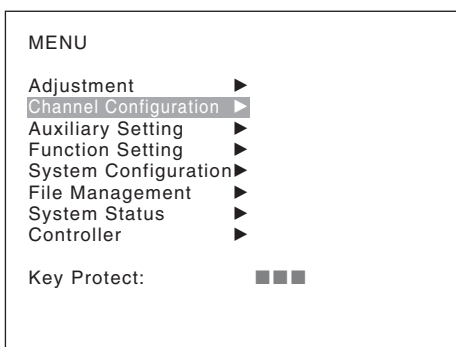 MENU
Adjustment ▶
Channel Configuration ▶
Auxiliary Setting ▶
Function Setting ▶
System Configuration▶
File Management ▶
System Status ▶
Controller ▶
Key Protect: ■■■